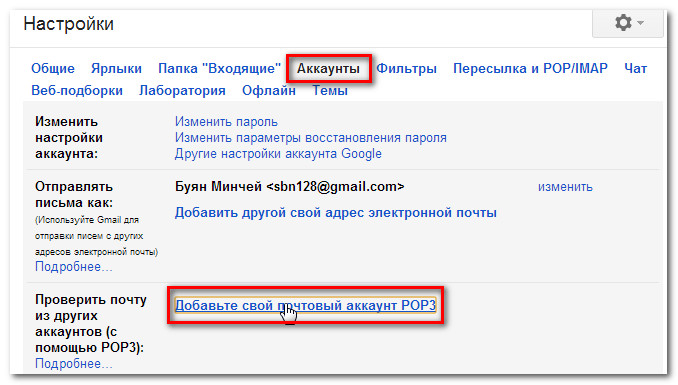 Настройки
Общие Ярлыки Папка "Входящие" Аккаунты Фильтры Пересылка и POP/IMAP Чат
Веб-подборки Лаборатория Офлайн Темы
Изменить настройки аккаунта:
Изменить пароль
Изменить параметры восстановления пароля
Другие настройки аккаунта Google
Отправлять письма как:
(Используйте Gmail для
отправки писем с других
адресов электронной почты)
Подробнее...
Буян Минчей <sbn128@gmail.com> изменить
Добавить другой свой адрес электронной почты
Проверить почту
из других
аккаунтов (с
помощью POP3):
Подробнее...
Добавьте свой почтовый аккаунт POP3